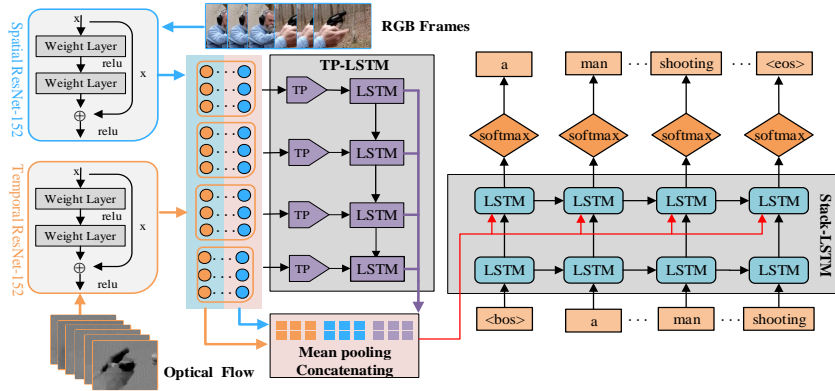 x
Weight Layer
relu
Weight Layer
x
relu
Spatial ResNet-152
RGB Frames
x
Weight Layer
relu
Weight Layer
x
relu
Temporal ResNet-152
Optical Flow
TP-LSTM
TP
LSTM
TP
LSTM
TP
LSTM
TP
LSTM
Mean pooling
Concatenating
a
man
shooting
<eos>
softmax
softmax
softmax
softmax
LSTM
LSTM
LSTM
LSTM
LSTM
LSTM
LSTM
LSTM
Stack-LSTM
<bos>
a
man
shooting